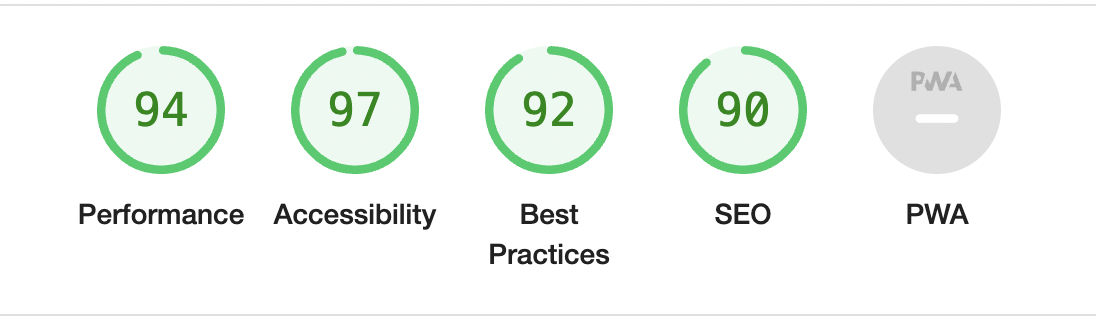 94
97
92
90
PWA
Performance
Accessibility
Best
Practices
SEO
PWA